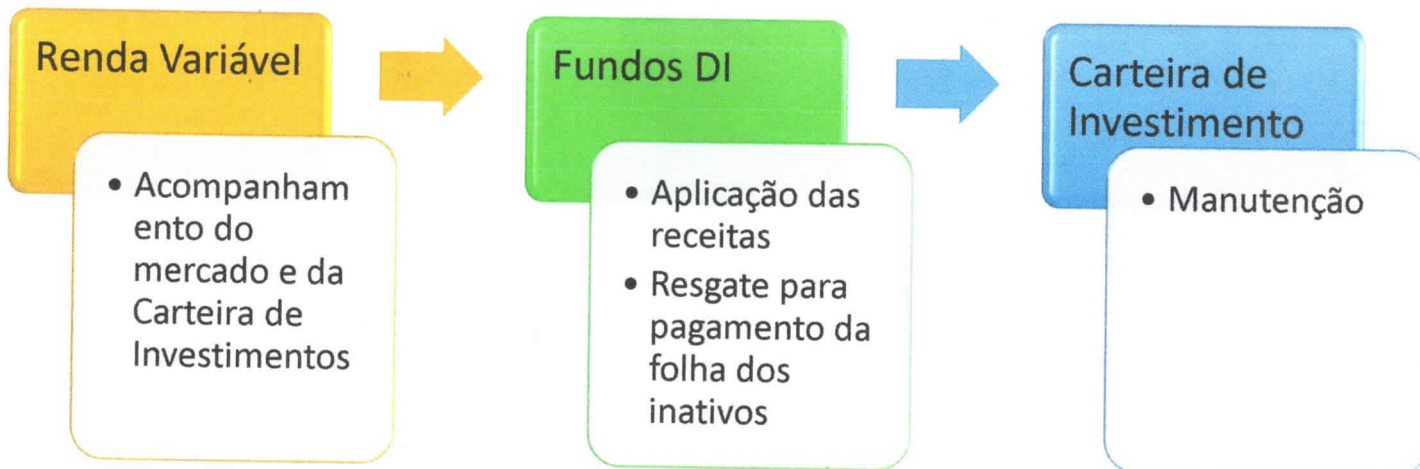 Renda Variável
• Acompanham
ento do
mercado e da
Carteira de
Investimentos
Fundos DI
• Aplicação das
receitas
• Resgate para
pagamento da
folha dos
inativos
Carteira de
Investimento
• Manutenção